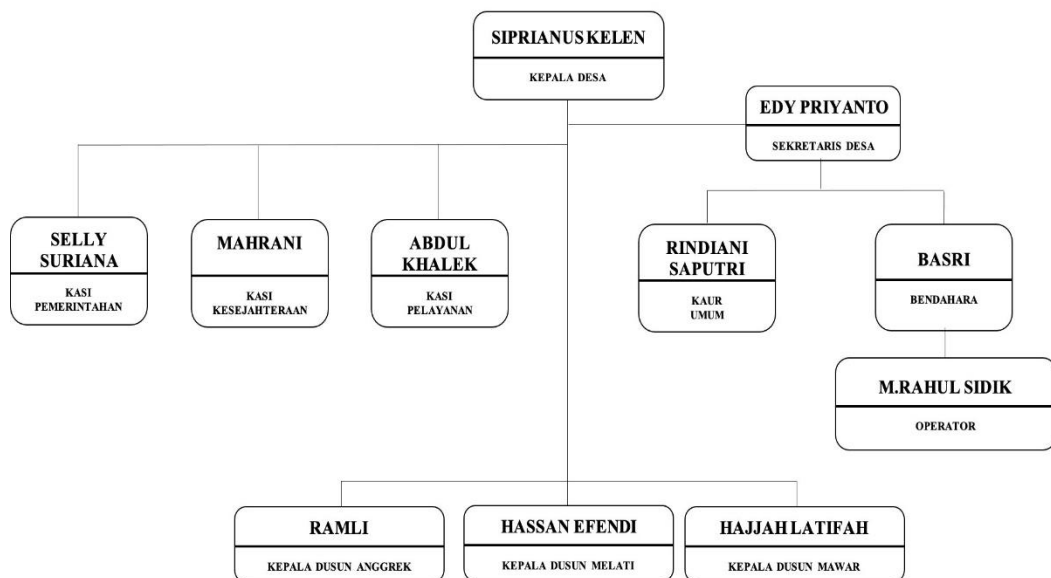 SIPRIANUS KELEN
KEPALA DESA
EDY PRIYANTO
SEKRETARIS DESA
SELLY
SURIANA
KASI
PEMERINTAHAN
MAHRANI
KASI
KESEJAHTERAAN
ABDUL
KHALEK
KASI
PELAYANAN
RINDIANI
SAPUTRI
KAUR
UMUM
BASRI
BENDAHARA
M.RAHUL SIDIK
OPERATOR
RAMLI
KEPALA DUSUN ANGGREK
HASSAN EFENDI
KEPALA DUSUN MELATI
HAJJAH LATIFAH
KEPALA DUSUN MAWAR